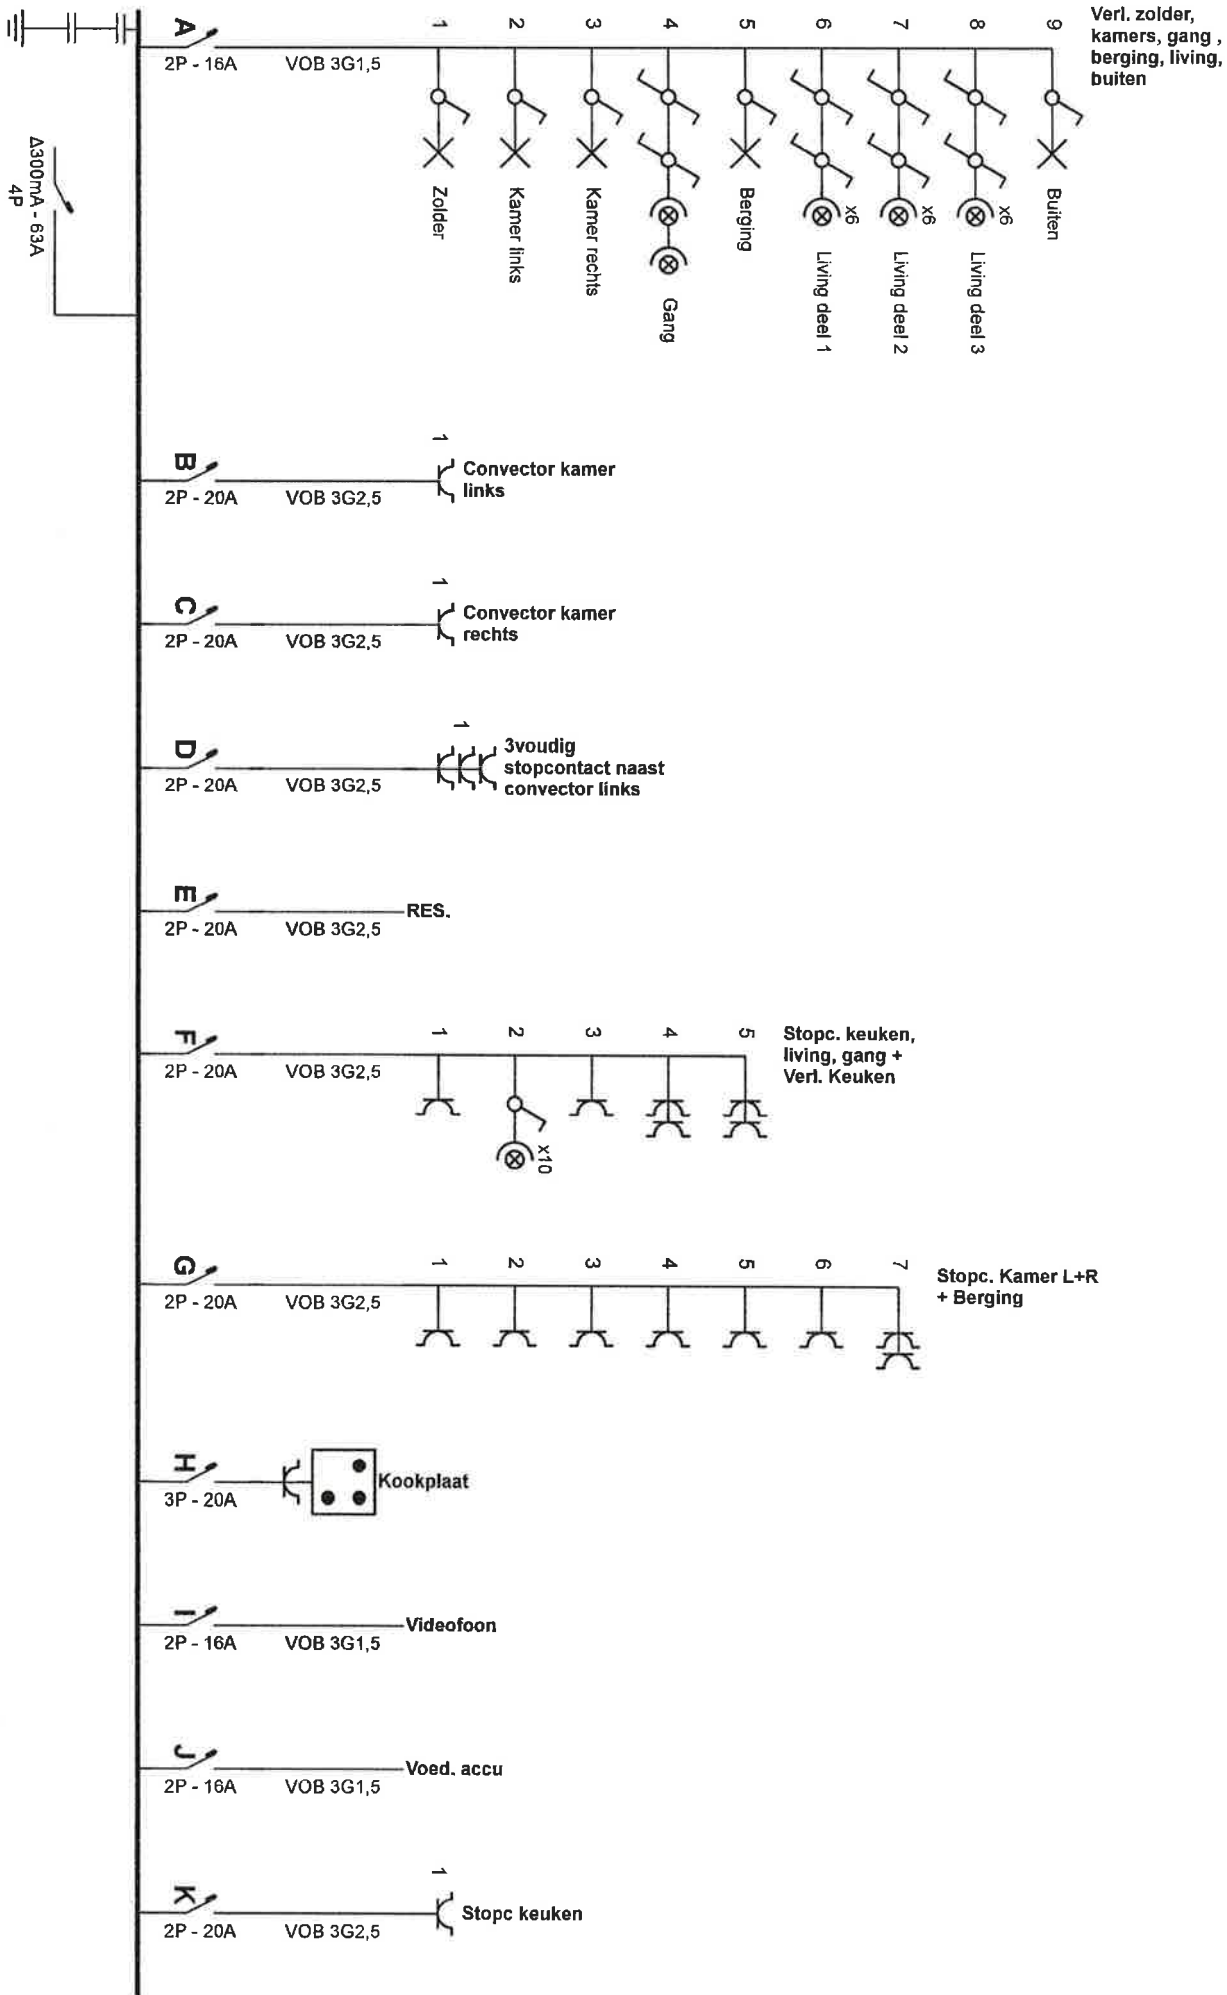 A
2P - 16A
VOB 3G1,5
1
2
3
4
5
6
7
8
9
Verl. zolder,
kamers, gang ,
berging, living,
buiten
Zolder
Kamer links
Kamer rechts
Gang
Berging
x6
Living deel 1
x6
Living deel 2
x6
Living deel 3
Buiten
Δ300mA - 63A
4P
B
2P - 20A
VOB 3G2,5
1
Convector kamer
links
C
2P - 20A
VOB 3G2,5
1
Convector kamer
rechts
D
2P - 20A
VOB 3G2,5
1
3voudig
stopcontact naast
convector links
E
2P - 20A
VOB 3G2,5
RES.
F
2P - 20A
VOB 3G2,5
1
2
3
4
5
x10
Stopc. keuken,
living, gang +
Verl. Keuken
G
2P - 20A
VOB 3G2,5
1
2
3
4
5
6
7
Stopc. Kamer L+R
+ Berging
H
3P - 20A
Kookplaat
I
2P - 16A
VOB 3G1,5
Videofoon
J
2P - 16A
VOB 3G1,5
Voed. accu
K
2P - 20A
VOB 3G2,5
1
Stopc keuken